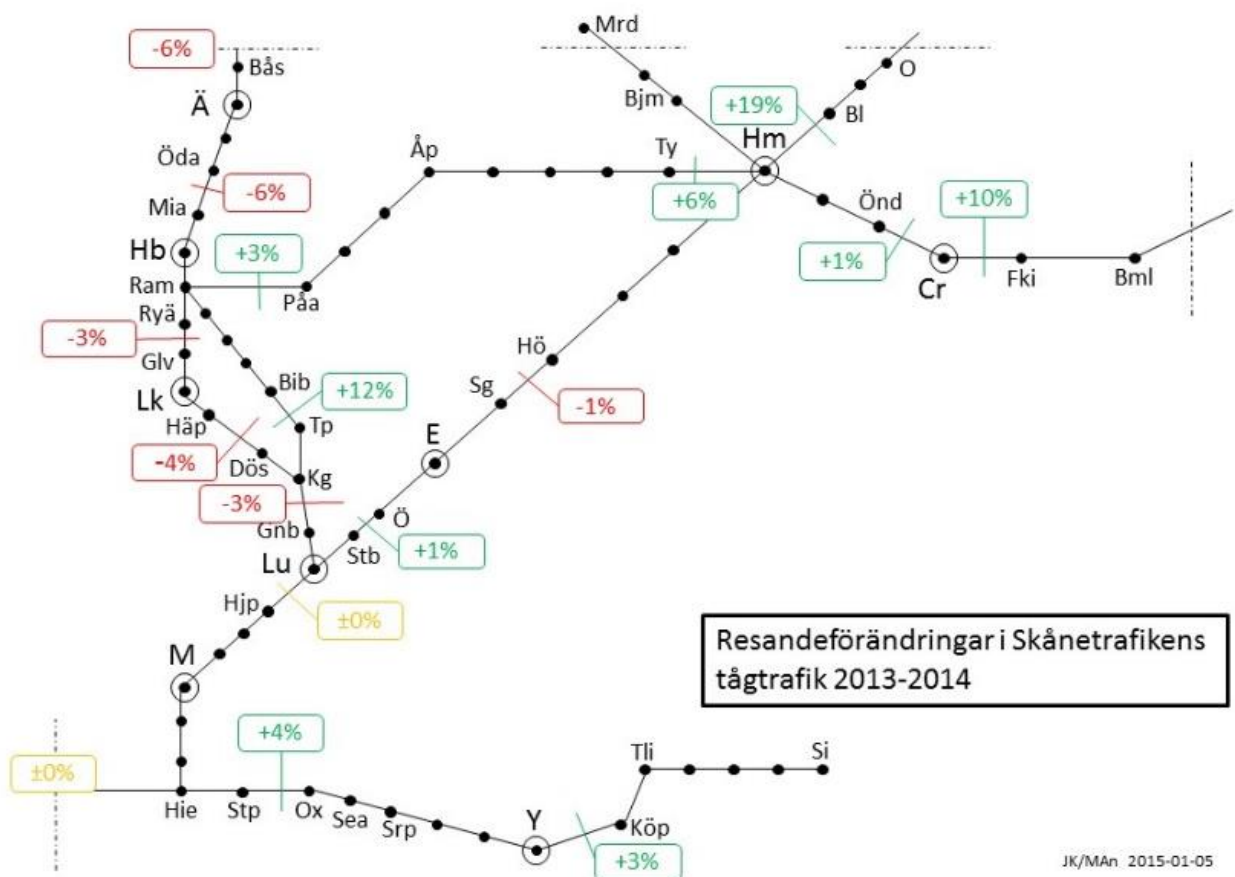 Mrd
-6%
Bås
O
Ä
Bjm
+19%
Bl
Hm
Öda
Åp
Ty
-6%
+6%
Mia
Önd
+10%
Hb
+3%
+1%
Ram
Påa
Cr
Fki
Bml
Ryä
-3%
Glv
Hö
Bib
+12%
Sg
-1%
Lk
Häp
Tp
E
-4%
Dös
Kg
-3%
Gnb
Ö
Stb
+1%
Lu
Hjp
±0%
Resandeförändringar i Skånetrafikens
tågtrafik 2013-2014
M
+4%
Tli
Si
±0%
Hie
Stp
Ox
Sea
Srp
Y
Köp
+3%
JK/MAn 2015-01-05